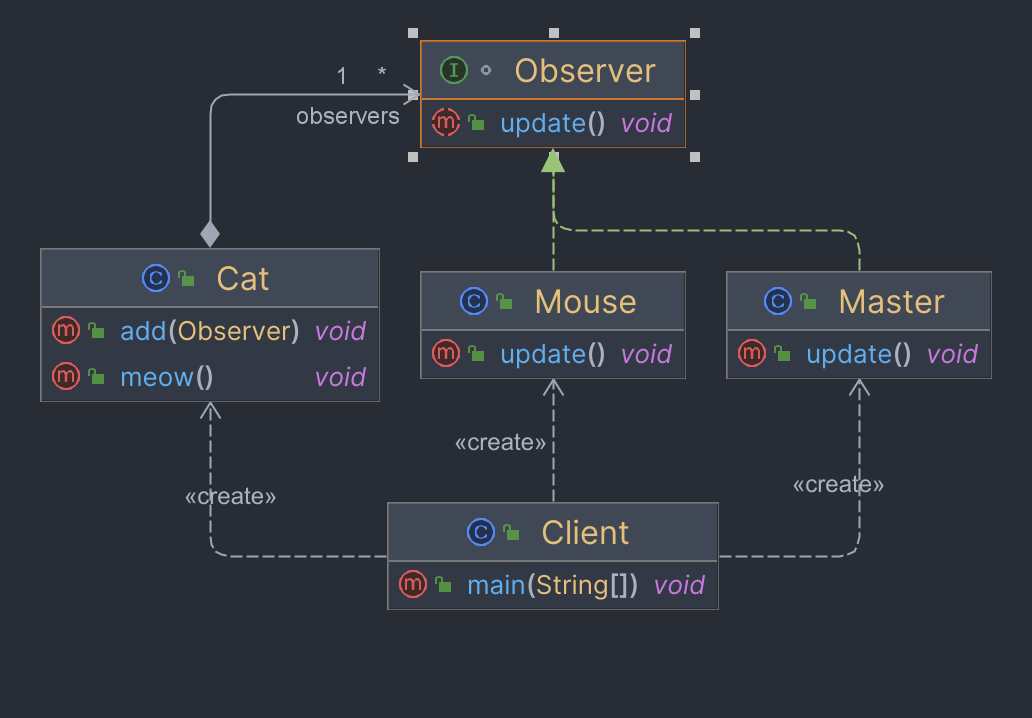 Observer
update() void
1 *
observers
Cat
add(Observer) void
meow() void
Mouse
update() void
Master
update() void
«create»
«create»
«create»
Client
main(String[]) void